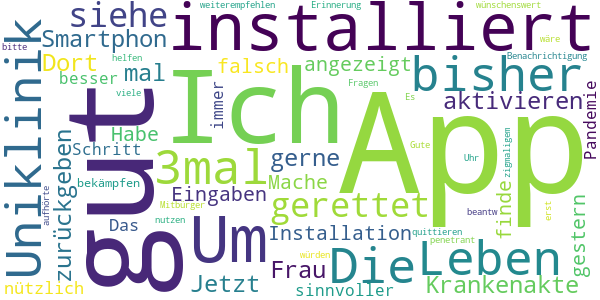 weiterempfehlen Erinnerung wünschenswert
siehe installiert
bitte Smartphon wäre
Uniklinik Dort mal falsch angezeigt bisher Benachrichtigung
besser helfen immer Fragen aktivieren Pandemie
viele gut Ich App Es
Habe
Schritt 3mal gerne Gute Uhr zigmaligem
zurückgeben bekämpfen Mache finde gestern
aufhörte Eingaben gerettet beantw erst
Mitbürger
Das Um nutzen Installation quittieren
penetrant
Jetzt Frau Die Leben
nützlich sinnvoller würden Krankenakte